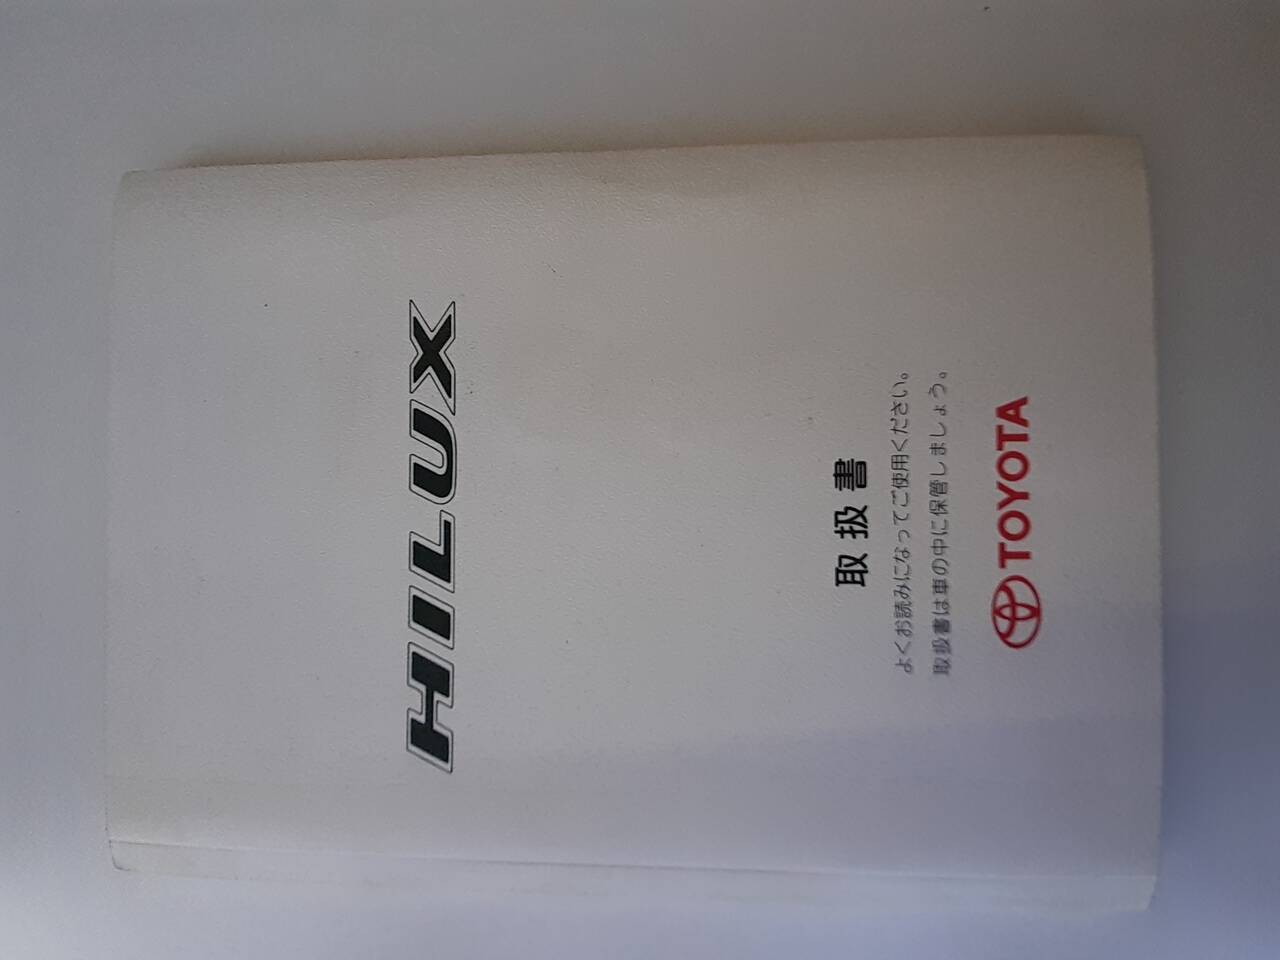 HILUX
取扱書
よくお読みになってご使用ください。
取扱書は車の中に保管しましょう。
TOYOTA